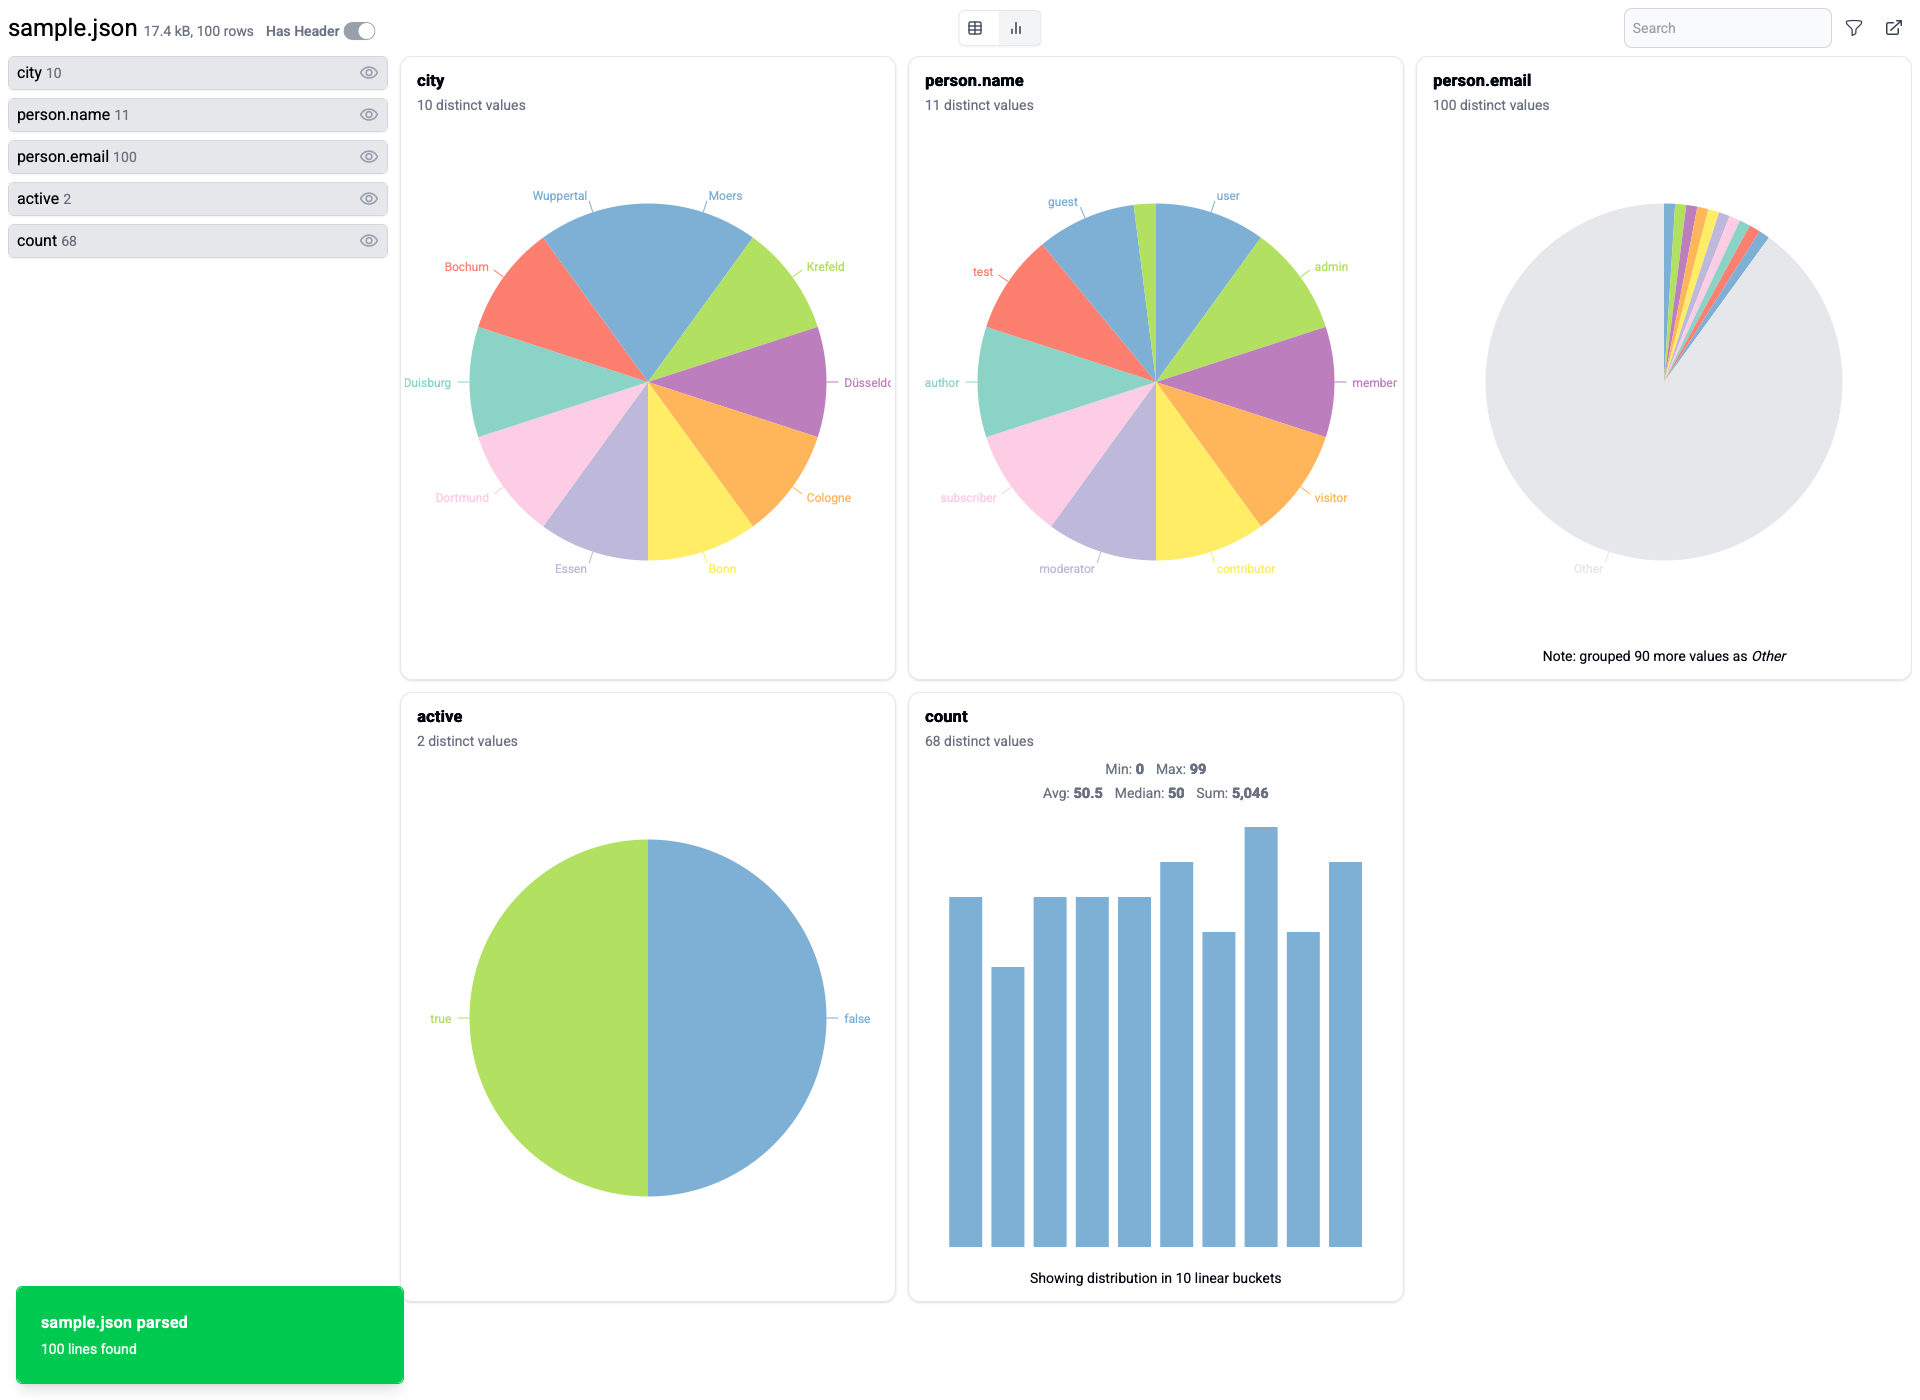 sample.json 17.4 kB, 100 rows Has Header
Search
city 10
person.name 11
person.email 100
active 2
count 68
city
10 distinct values
Wuppertal Moers
Bochum Krefeld
Duisburg Düsseldo
Dortmund Cologne
Essen Bonn
person.name
11 distinct values
guest user
test admin
author member
subscriber visitor
moderator contributor
person.email
100 distinct values
Other
Note: grouped 90 more values as Other
active
2 distinct values
true false
count
68 distinct values
Min: 0 Max: 99
Avg: 50.5 Median: 50 Sum: 5,046
Showing distribution in 10 linear buckets
sample.json parsed
100 lines found